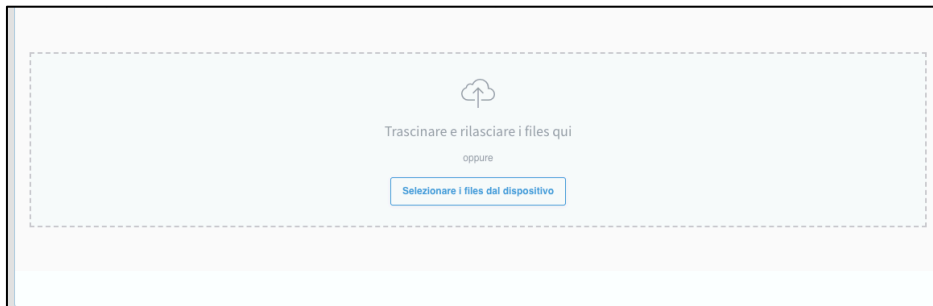 Trascinare e rilasciare i files qui
oppure
Selezionare i files dal dispositivo